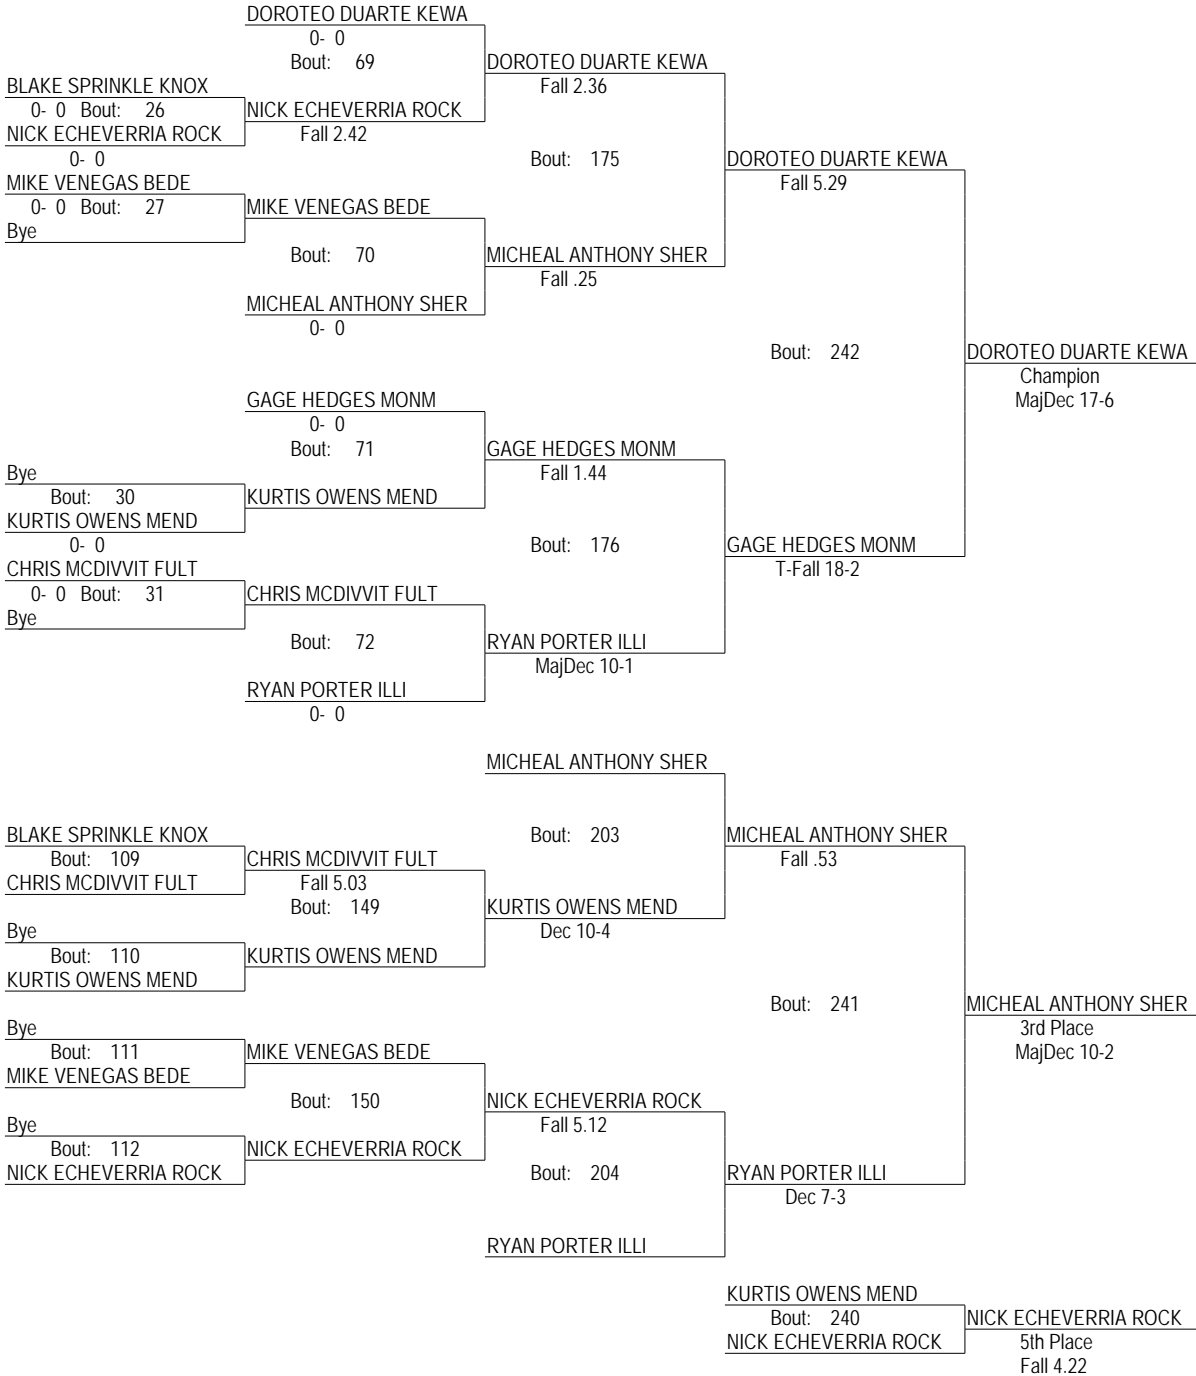 DOROTEO DUARTE KEWA
0- 0
Bout: 69
DOROTEO DUARTE KEWA
Fall 2.36
BLAKE SPRINKLE KNOX
0- 0 Bout: 26
NICK ECHEVERRIA ROCK
Fall 2.42
NICK ECHEVERRIA ROCK
0- 0
Bout: 175
DOROTEO DUARTE KEWA
Fall 5.29
MIKE VENEGAS BEDE
0- 0 Bout: 27
MIKE VENEGAS BEDE
Bye
Bout: 70
MICHEAL ANTHONY SHER
Fall .25
MICHEAL ANTHONY SHER
0- 0
Bout: 242
DOROTEO DUARTE KEWA
Champion
MajDec 17-6
GAGE HEDGES MONM
0- 0
Bout: 71
GAGE HEDGES MONM
Fall 1.44
Bye
Bout: 30
KURTIS OWENS MEND
KURTIS OWENS MEND
0- 0
Bout: 176
GAGE HEDGES MONM
T-Fall 18-2
CHRIS MCDIVVIT FULT
0- 0 Bout: 31
CHRIS MCDIVVIT FULT
Bye
Bout: 72
RYAN PORTER ILLI
MajDec 10-1
RYAN PORTER ILLI
0- 0
MICHEAL ANTHONY SHER
Bout: 203
MICHEAL ANTHONY SHER
Fall .53
BLAKE SPRINKLE KNOX
Bout: 109
CHRIS MCDIVVIT FULT
Fall 5.03
CHRIS MCDIVVIT FULT
Bout: 149
KURTIS OWENS MEND
Dec 10-4
Bye
Bout: 110
KURTIS OWENS MEND
KURTIS OWENS MEND
Bout: 241
MICHEAL ANTHONY SHER
3rd Place
MajDec 10-2
Bye
Bout: 111
MIKE VENEGAS BEDE
MIKE VENEGAS BEDE
Bout: 150
NICK ECHEVERRIA ROCK
Fall 5.12
Bye
Bout: 112
NICK ECHEVERRIA ROCK
NICK ECHEVERRIA ROCK
Bout: 204
RYAN PORTER ILLI
Dec 7-3
RYAN PORTER ILLI
KURTIS OWENS MEND
Bout: 240
NICK ECHEVERRIA ROCK
NICK ECHEVERRIA ROCK
5th Place
Fall 4.22